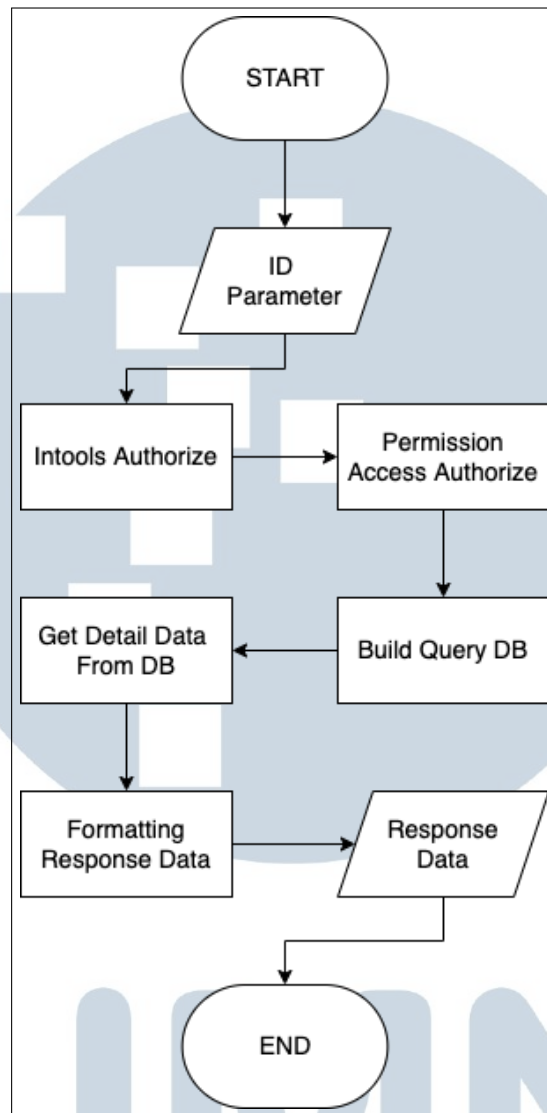 START
ID
Parameter
Intools Authorize
Permission
Access Authorize
Build Query DB
Get Detail Data
From DB
Formatting
Response Data
Response
Data
END